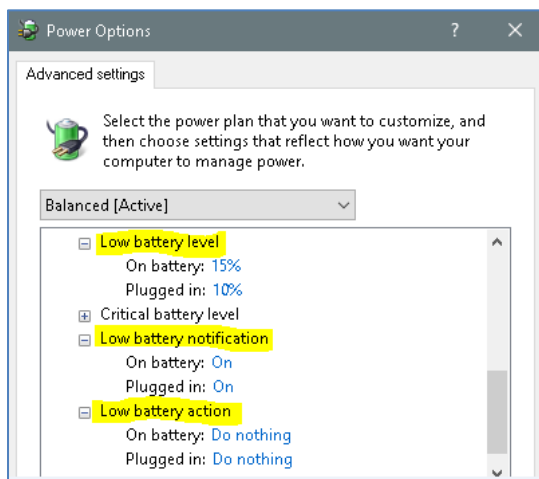 Power Options
Advanced settings
Select the power plan that you want to customize, and
then choose settings that reflect how you want your
computer to manage power.
Balanced [Active]
Low battery level
On battery: 15%
Plugged in: 10%
Critical battery level
Low battery notification
On battery: On
Plugged in: On
Low battery action
On battery: Do nothing
Plugged in: Do nothing